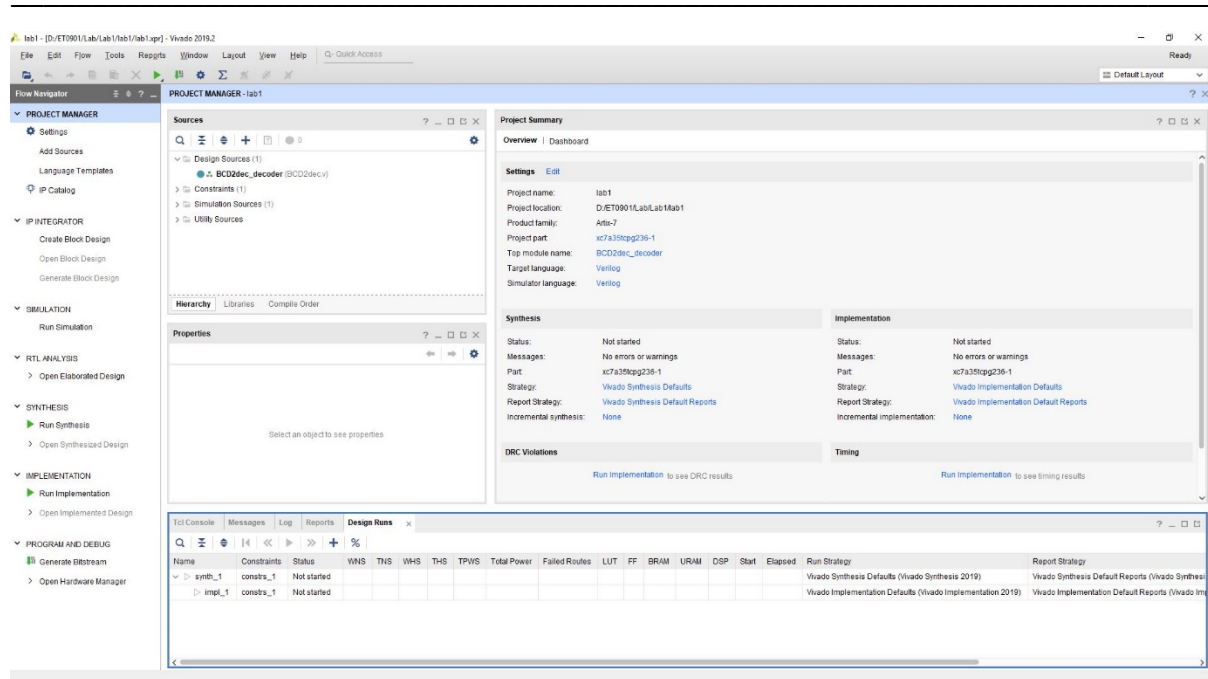 lab1 - [D:/ET0901/Lab/Lab1/lab1/lab1.xpr] - Vivado 2019.2
File Edit Flow Tools Reports Window Layout View Help Q- Quick Access
Ready
Default Layout
Flow Navigator
PROJECT MANAGER - lab1
PROJECT MANAGER
Settings
Add Sources
Language Templates
IP Catalog
IP INTEGRATOR
Create Block Design
Open Block Design
Generate Block Design
SIMULATION
Run Simulation
RTL ANALYSIS
Open Elaborated Design
SYNTHESIS
Run Synthesis
Open Synthesized Design
IMPLEMENTATION
Run Implementation
Open Implemented Design
PROGRAM AND DEBUG
Generate Bitstream
Open Hardware Manager
Sources
0
Design Sources (1)
BCD2dec_decoder (BCD2dec.v)
Constraints (1)
Simulation Sources (1)
Utility Sources
Hierarchy Libraries Compile Order
Properties
Select an object to see properties
Project Summary
Overview | Dashboard
Settings Edit
Project name: lab1
Project location: D:/ET0901/Lab/Lab1/lab1
Product family: Artix-7
Project part: xc7a35tcpg236-1
Top module name: BCD2dec_decoder
Target language: Verilog
Simulator language: Verilog
Synthesis
Status: Not started
Messages: No errors or warnings
Part: xc7a35tcpg236-1
Strategy: Vivado Synthesis Defaults
Report Strategy: Vivado Synthesis Default Reports
Incremental synthesis: None
Implementation
Status: Not started
Messages: No errors or warnings
Part: xc7a35tcpg236-1
Strategy: Vivado Implementation Defaults
Report Strategy: Vivado Implementation Default Reports
Incremental implementation: None
DRC Violations
Run Implementation to see DRC results
Timing
Run Implementation to see timing results
Tcl Console Messages Log Reports Design Runs
Name Constraints Status WNS TNS WHS THS TPWS Total Power Failed Routes LUT FF BRAM URAM DSP Start Elapsed Run Strategy Report Strategy
synth_1 constrs_1 Not started Vivado Synthesis Defaults (Vivado Synthesis 2019) Vivado Synthesis Default Reports (Vivado Synthesi
impl_1 constrs_1 Not started Vivado Implementation Defaults (Vivado Implementation 2019) Vivado Implementation Default Reports (Vivado Imp